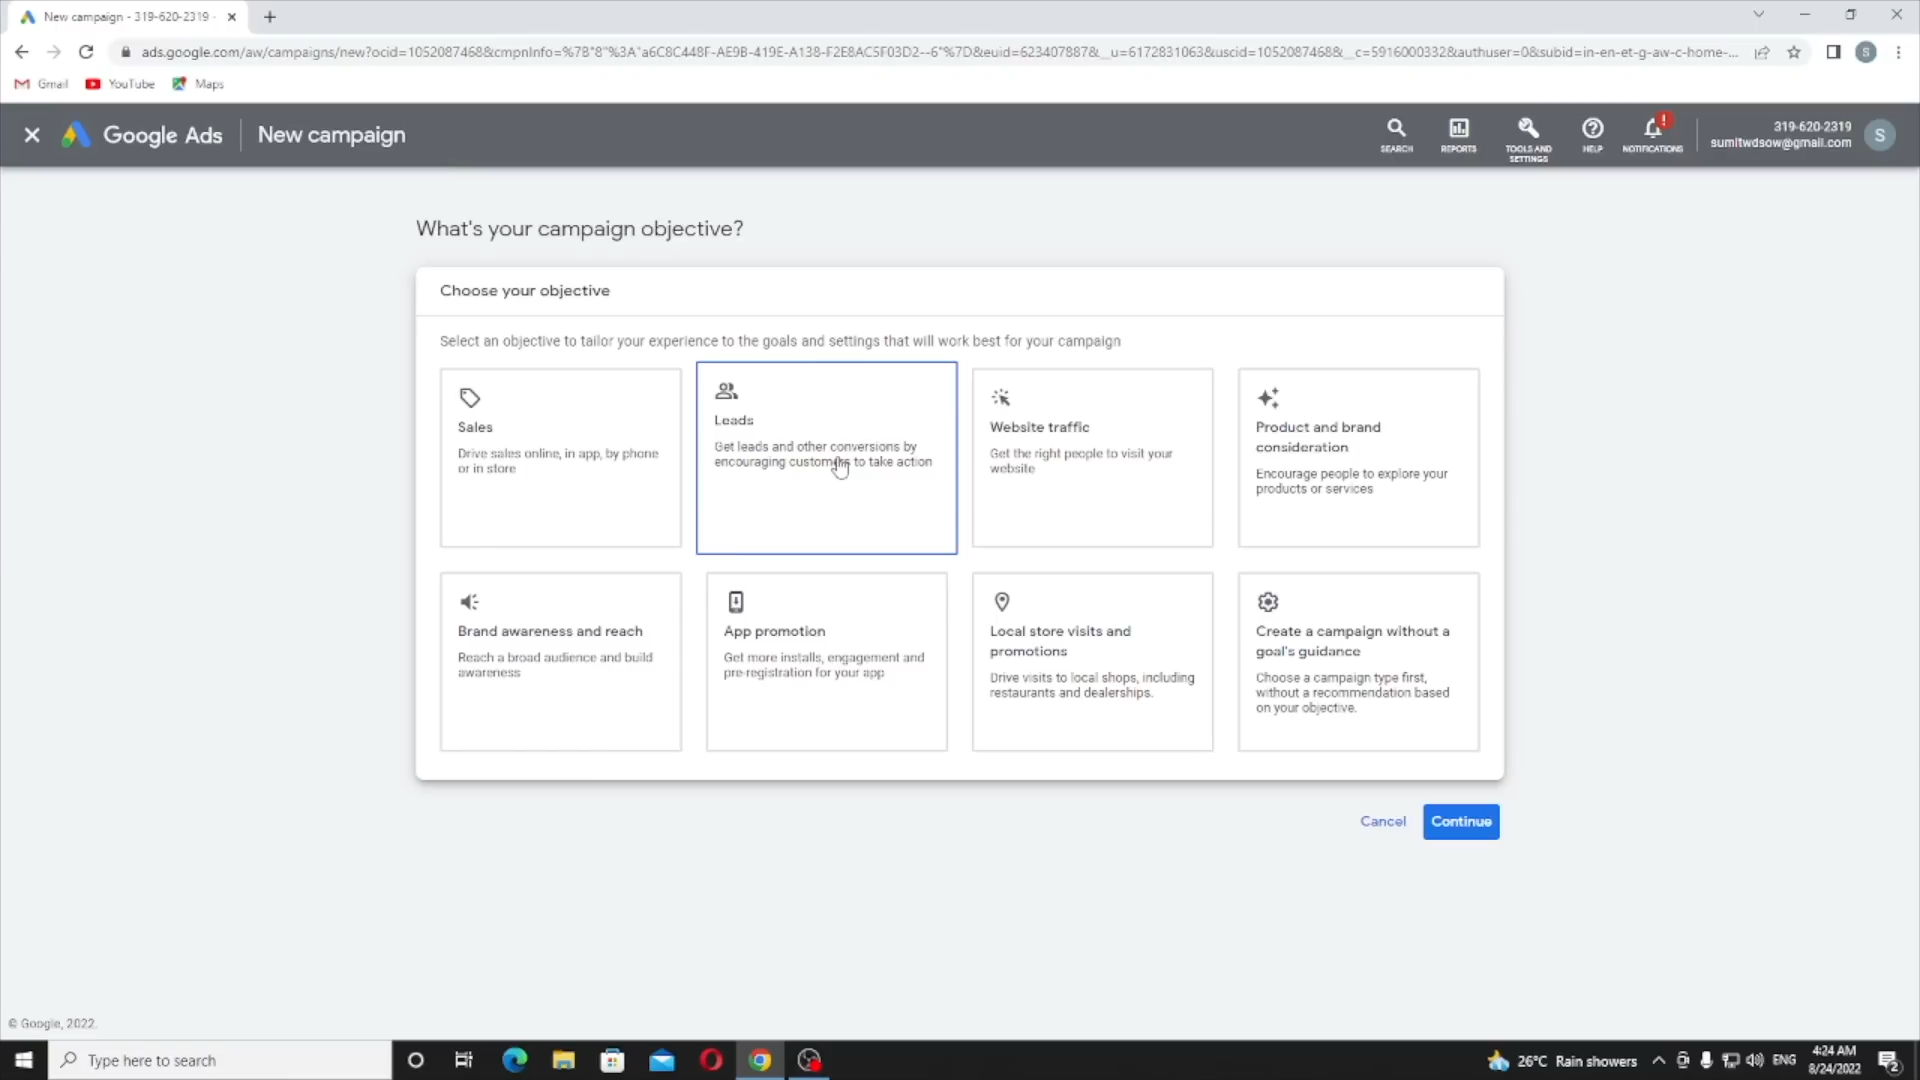 New campaign - 319-620-2319 -
ads.google.com/aw/campaigns/new?ocid=1052087468&cmpnInfo=%7B"8"%3A"a6C8C448F-AE9B-419E-A138-F2E8AC5F03D2--6"%7D&euid=623407887&__u=6172831063&uscid=1052087468&__c=5916000332&authuser=0&subid=in-en-et-g-aw-c-home-...
S
Gmail
YouTube
Maps
Google Ads
New campaign
SEARCH
REPORTS
TOOLS AND
SETTINGS
HELP
!
NOTIFICATIONS
319-620-2319
sumitwdsow@gmail.com
S
What's your campaign objective?
Choose your objective
Select an objective to tailor your experience to the goals and settings that will work best for your campaign
Sales
Drive sales online, in app, by phone
or in store
Leads
Get leads and other conversions by
encouraging customers to take action
Website traffic
Get the right people to visit your
website
Product and brand
consideration
Encourage people to explore your
products or services
Brand awareness and reach
Reach a broad audience and build
awareness
App promotion
Get more installs, engagement and
pre-registration for your app
Local store visits and
promotions
Drive visits to local shops, including
restaurants and dealerships.
Create a campaign without a
goal's guidance
Choose a campaign type first,
without a recommendation based
on your objective.
Cancel
Continue
© Google, 2022.
Type here to search
26°C Rain showers
ENG
4:24 AM
8/24/2022
2